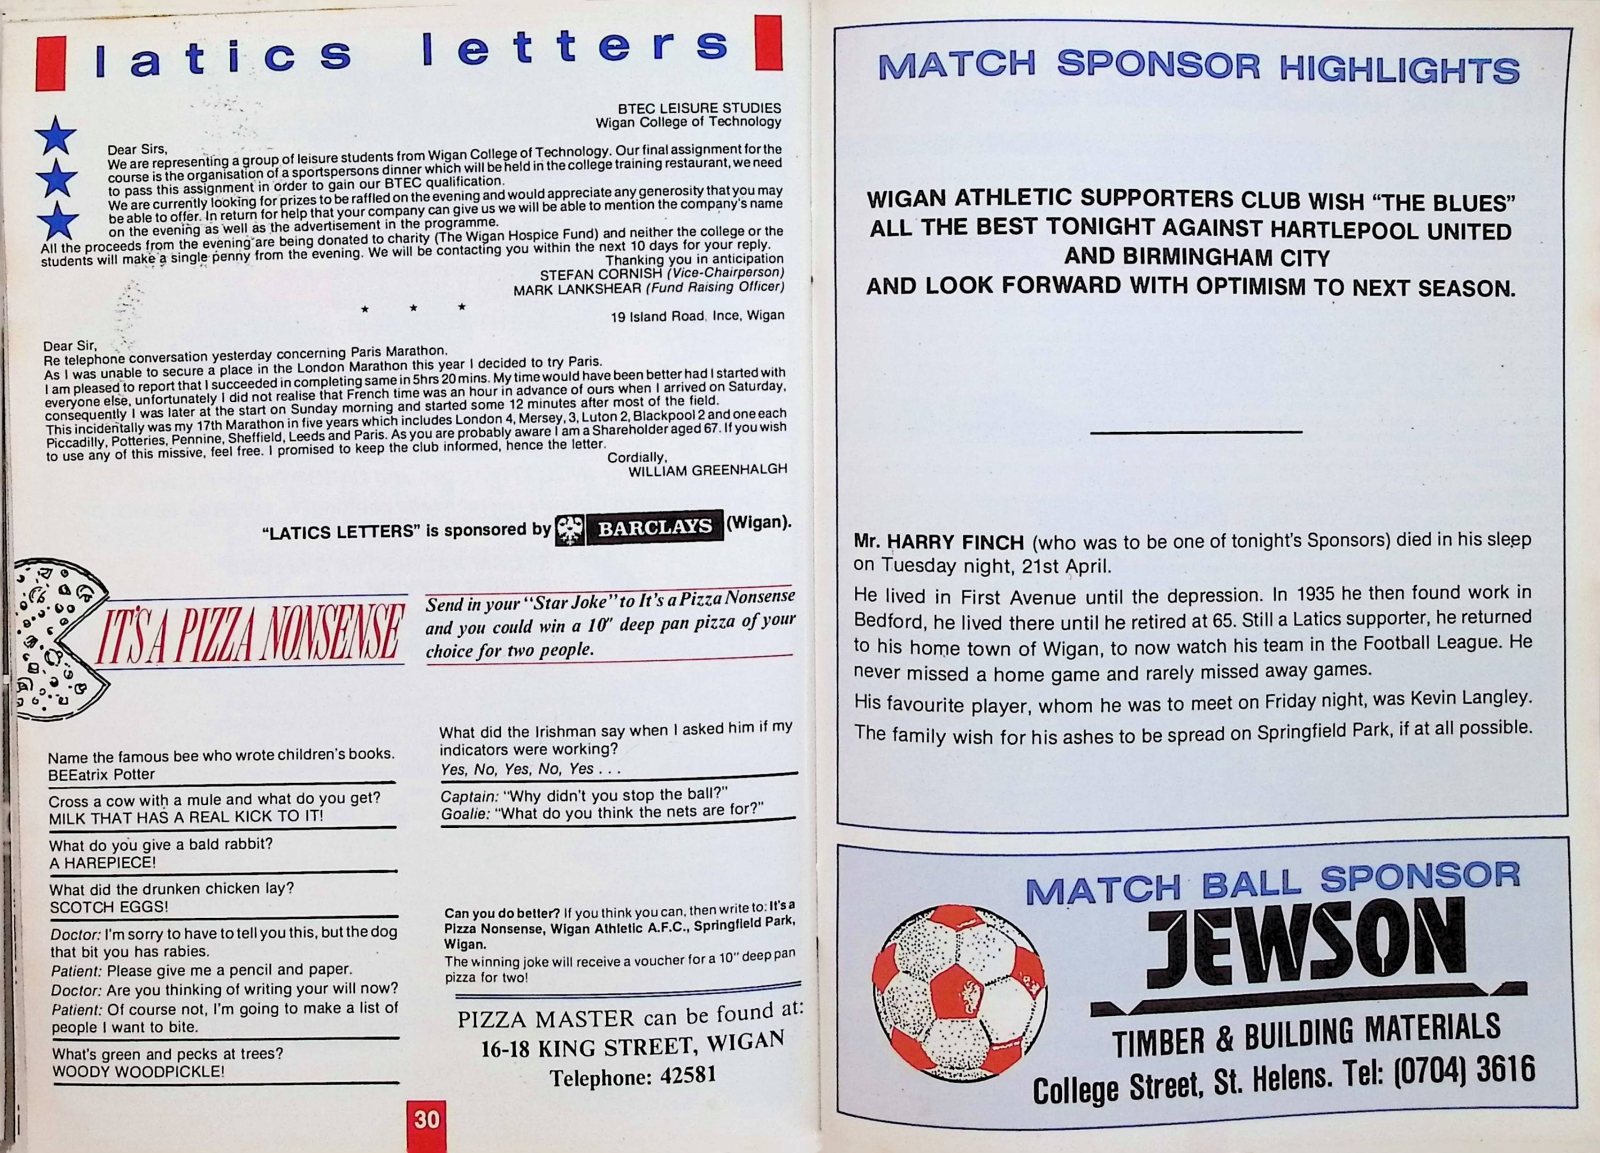 latics letters
BTEC LEISURE STUDIES
Wigan College of Technology
Dear Sirs,
We are representing a group of leisure students from Wigan College of Technology. Our final assignment for the
course is the organisation of a sportspersons dinner which will be held in the college training restaurant, we need
to pass this assignment in order to gain our BTEC qualification.
We are currently looking for prizes to be raffled on the evening and would appreciate any generosity that you may
be able to offer. In return for help that your company can give us we will be able to mention the company's name
on the evening as well as the advertisement in the programme.
All the proceeds from the evening are being donated to charity (The Wigan Hospice Fund) and neither the college or the
students will make a single penny from the evening. We will be contacting you within the next 10 days for your reply.
Thanking you in anticipation
STEFAN CORNISH (Vice-Chairperson)
MARK LANKSHEAR (Fund Raising Officer)
19 Island Road, Ince, Wigan
Dear Sir,
Re telephone conversation yesterday concerning Paris Marathon.
As I was unable to secure a place in the London Marathon this year I decided to try Paris.
I am pleased to report that I succeeded in completing same in 5hrs 20 mins. My time would have been better had I started with
everyone else, unfortunately I did not realise that French time was an hour in advance of ours when I arrived on Saturday,
consequently I was later at the start on Sunday morning and started some 12 minutes after most of the field.
This incidentally was my 17th Marathon in five years which includes London 4, Mersey, 3, Luton 2, Blackpool 2 and one each
Piccadilly, Potteries, Pennine, Sheffield, Leeds and Paris. As you are probably aware I am a Shareholder aged 67. If you wish
to use any of this missive, feel free. I promised to keep the club informed, hence the letter.
Cordially,
WILLIAM GREENHALGH
"LATICS LETTERS" is sponsored by BARCLAYS (Wigan).
IT'S A PIZZA NONSENSE
Send in your "Star Joke" to It's a Pizza Nonsense
and you could win a 10" deep pan pizza of your
choice for two people.
Name the famous bee who wrote children's books.
BEEatrix Potter
Cross a cow with a mule and what do you get?
MILK THAT HAS A REAL KICK TO IT!
What do you give a bald rabbit?
A HAREPIECE!
What did the drunken chicken lay?
SCOTCH EGGS!
Doctor: I'm sorry to have to tell you this, but the dog
that bit you has rabies.
Patient: Please give me a pencil and paper.
Doctor: Are you thinking of writing your will now?
Patient: Of course not, I'm going to make a list of
people I want to bite.
What's green and pecks at trees?
WOODY WOODPICKLE!
What did the Irishman say when I asked him if my
indicators were working?
Yes, No, Yes, No, Yes . . .
Captain: "Why didn't you stop the ball?"
Goalie: "What do you think the nets are for?"
Can you do better? If you think you can, then write to: It's a
Pizza Nonsense, Wigan Athletic A.F.C., Springfield Park,
Wigan.
The winning joke will receive a voucher for a 10" deep pan
pizza for two!
PIZZA MASTER can be found at:
16-18 KING STREET, WIGAN
Telephone: 42581
30
MATCH SPONSOR HIGHLIGHTS
WIGAN ATHLETIC SUPPORTERS CLUB WISH "THE BLUES"
ALL THE BEST TONIGHT AGAINST HARTLEPOOL UNITED
AND BIRMINGHAM CITY
AND LOOK FORWARD WITH OPTIMISM TO NEXT SEASON.
Mr. HARRY FINCH (who was to be one of tonight's Sponsors) died in his sleep
on Tuesday night, 21st April.
He lived in First Avenue until the depression. In 1935 he then found work in
Bedford, he lived there until he retired at 65. Still a Latics supporter, he returned
to his home town of Wigan, to now watch his team in the Football League. He
never missed a home game and rarely missed away games.
His favourite player, whom he was to meet on Friday night, was Kevin Langley.
The family wish for his ashes to be spread on Springfield Park, if at all possible.
MATCH BALL SPONSOR
JEWSON
TIMBER & BUILDING MATERIALS
College Street, St. Helens. Tel: (0704) 3616